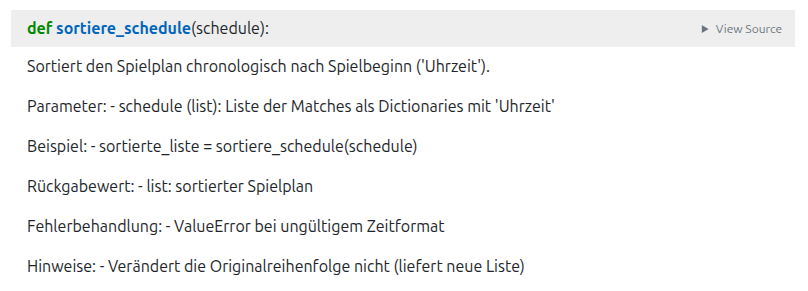 def sortiere_schedule(schedule):
▶ View Source
Sortiert den Spielplan chronologisch nach Spielbeginn ('Uhrzeit').
Parameter: - schedule (list): Liste der Matches als Dictionaries mit 'Uhrzeit'
Beispiel: - sortierte_liste = sortiere_schedule(schedule)
Rückgabewert: - list: sortierter Spielplan
Fehlerbehandlung: - ValueError bei ungültigem Zeitformat
Hinweise: - Verändert die Originalreihenfolge nicht (liefert neue Liste)